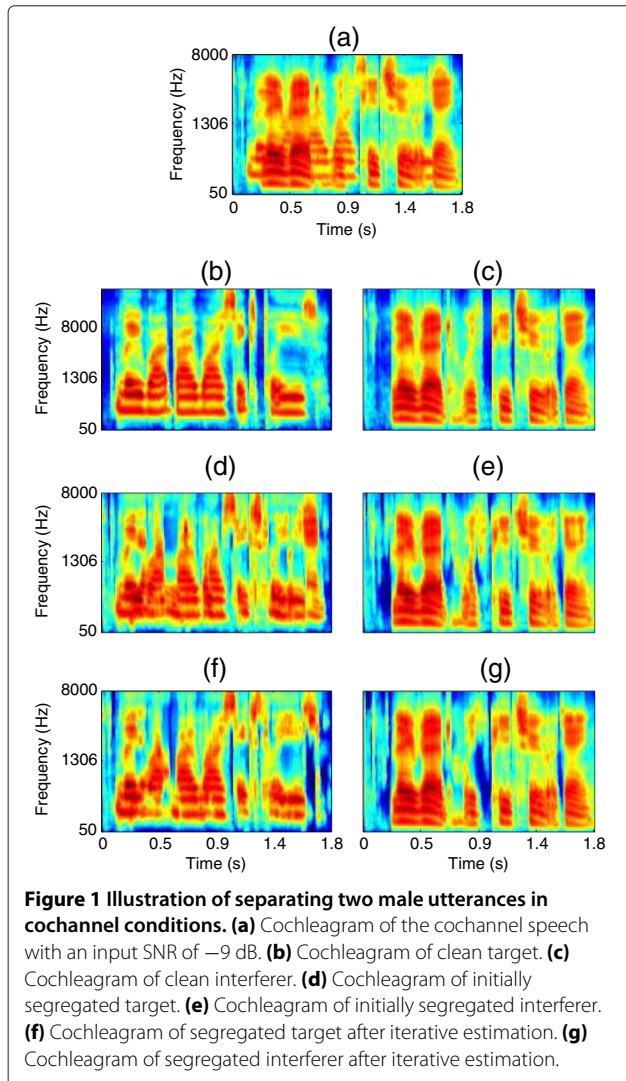 (a)
8000
Frequency (Hz)
1306
50
0 0.5 0.9 1.4 1.8
Time (s)
(b) (c)
Frequency (Hz)
8000
1306
50
(d) (e)
8000
Frequency (Hz)
1306
50
(f) (g)
8000
Frequency (Hz)
1306
50
0 0.5 0.9 1.4 1.8 0 0.5 0.9 1.4 1.8
Time (s) Time (s)
Figure 1 Illustration of separating two male utterances in
cochannel conditions. (a) Cochleagram of the cochannel speech
with an input SNR of −9 dB. (b) Cochleagram of clean target. (c)
Cochleagram of clean interferer. (d) Cochleagram of initially
segregated target. (e) Cochleagram of initially segregated interferer.
(f) Cochleagram of segregated target after iterative estimation. (g)
Cochleagram of segregated interferer after iterative estimation.